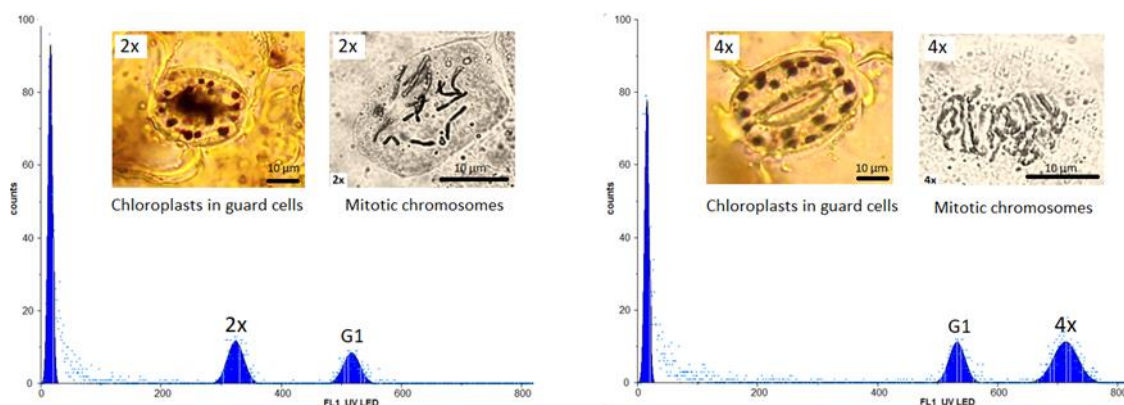 100
80
60
40
20
0
counts
0
200
400
600
800
FL1 UV LED
2x
10 µm
Chloroplasts in guard cells
2x
2x
10 µm
Mitotic chromosomes
2x
G1
100
80
60
40
20
0
counts
0
200
400
600
800
FL1 UV LED
4x
10 µm
Chloroplasts in guard cells
4x
4x
10 µm
Mitotic chromosomes
G1
4x